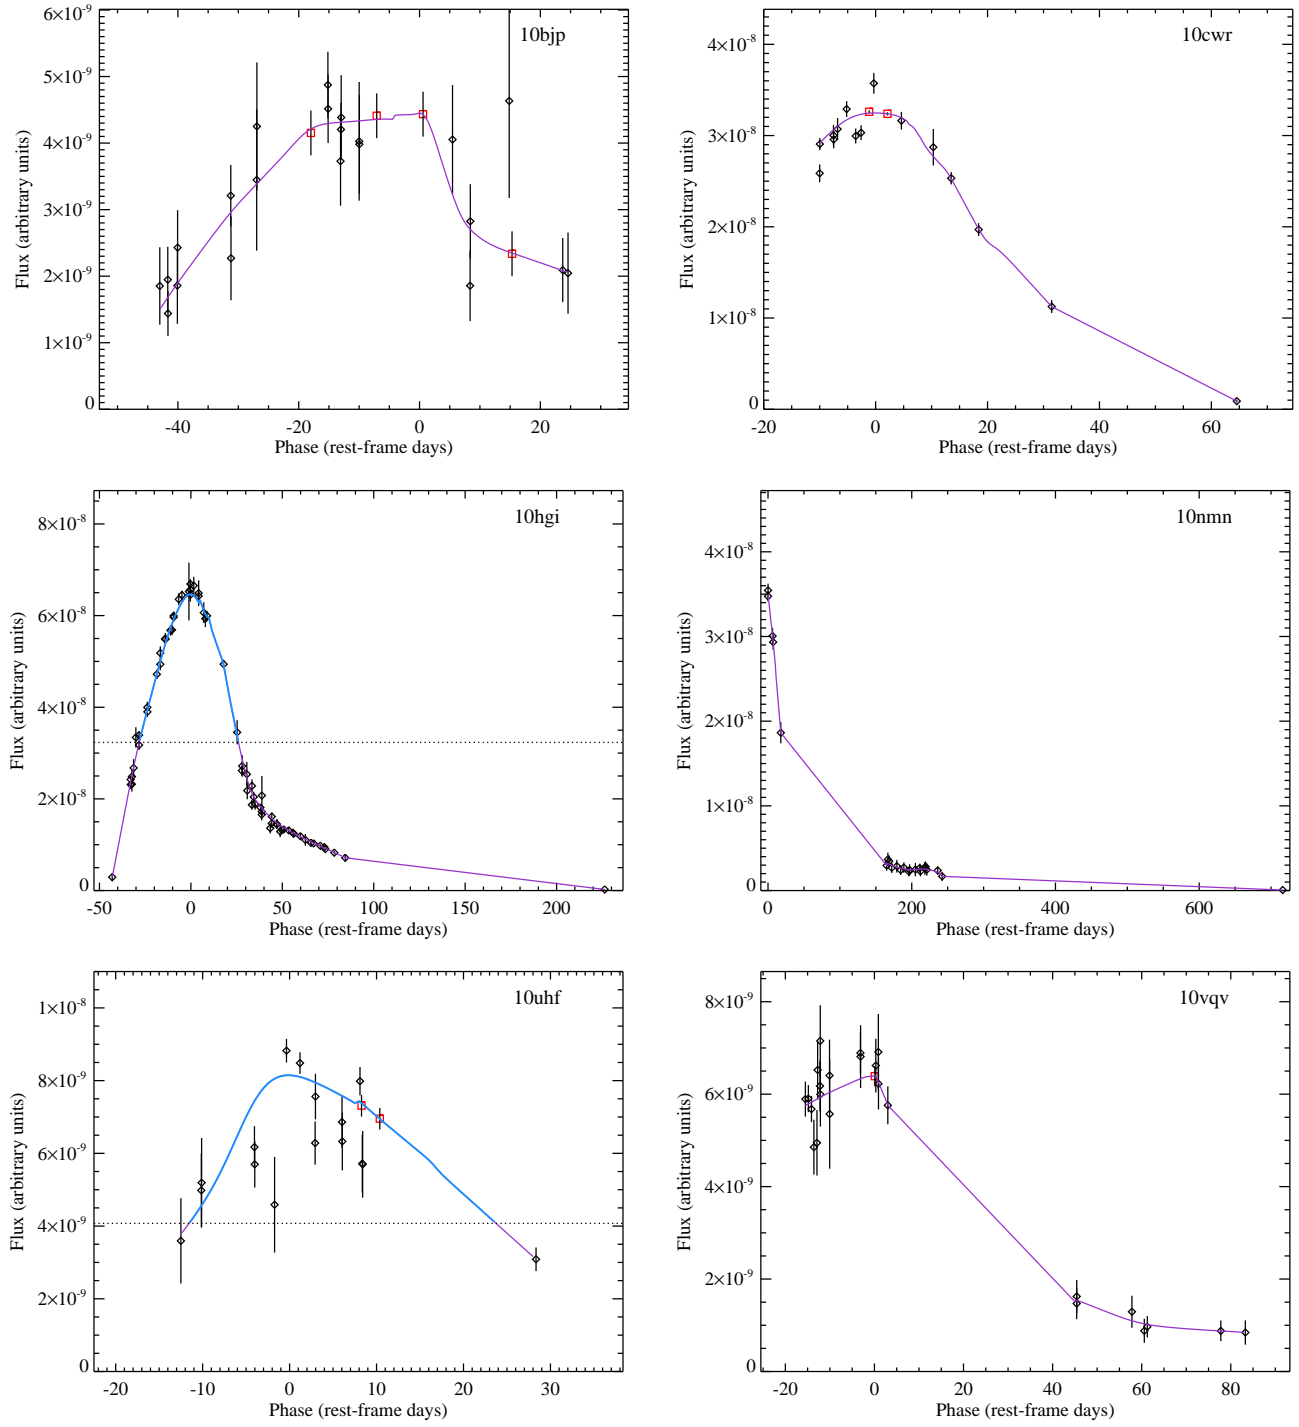 10bjp
Flux (arbitrary units)
6×10⁻⁹
5×10⁻⁹
4×10⁻⁹
3×10⁻⁹
2×10⁻⁹
1×10⁻⁹
0
-40 -20 0 20
Phase (rest-frame days)
10cwr
Flux (arbitrary units)
4×10⁻⁸
3×10⁻⁸
2×10⁻⁸
1×10⁻⁸
0
-20 0 20 40 60
Phase (rest-frame days)
10hgi
Flux (arbitrary units)
8×10⁻⁸
6×10⁻⁸
4×10⁻⁸
2×10⁻⁸
0
-50 0 50 100 150 200
Phase (rest-frame days)
10nmn
Flux (arbitrary units)
4×10⁻⁸
3×10⁻⁸
2×10⁻⁸
1×10⁻⁸
0
0 200 400 600
Phase (rest-frame days)
10uhf
Flux (arbitrary units)
1×10⁻⁸
8×10⁻⁹
6×10⁻⁹
4×10⁻⁹
2×10⁻⁹
0
-20 -10 0 10 20 30
Phase (rest-frame days)
10vqv
Flux (arbitrary units)
8×10⁻⁹
6×10⁻⁹
4×10⁻⁹
2×10⁻⁹
0
-20 0 20 40 60 80
Phase (rest-frame days)